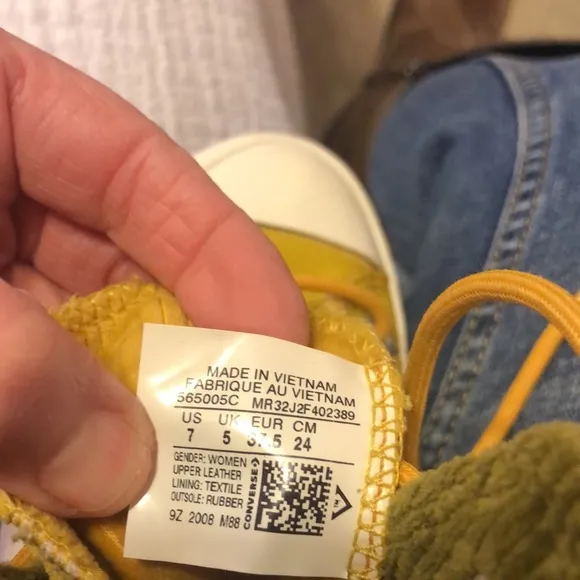 MADE IN VIETNAM
FABRIQUE AU VIETNAM
565005C MR32J2F402389
US UK EUR CM
7 5 37.5 24
GENDER: WOMEN
UPPER: LEATHER
LINING: TEXTILE
OUTSOLE: RUBBER
9Z 2008 M88
CONVERSE